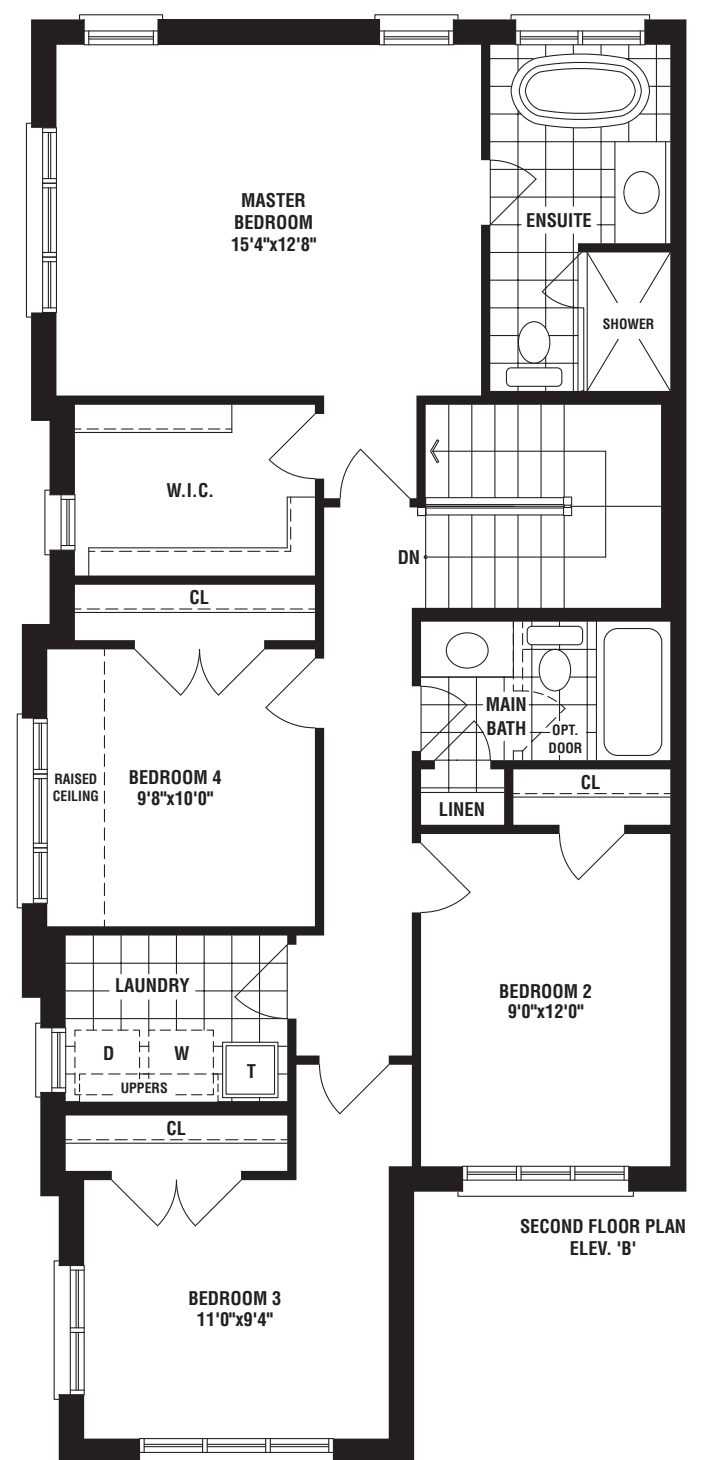 MASTER
BEDROOM
15'4"x12'8"
ENSUITE
SHOWER
W.I.C.
DN
CL
MAIN
BATH
OPT.
DOOR
RAISED
CEILING
BEDROOM 4
9'8"x10'0"
CL
LINEN
LAUNDRY
BEDROOM 2
9'0"x12'0"
D
W
T
UPPERS
CL
SECOND FLOOR PLAN
ELEV. 'B'
BEDROOM 3
11'0"x9'4"